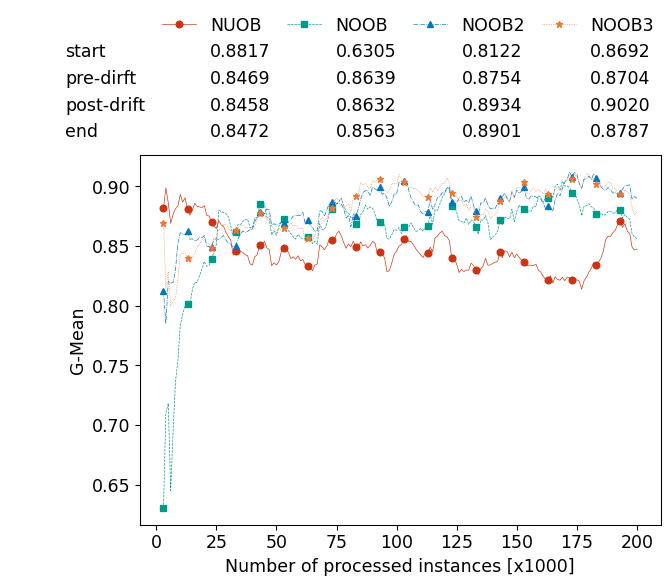 NUOB NOOB NOOB2 NOOB3
start 0.8817 0.6305 0.8122 0.8692
pre-dirft 0.8469 0.8639 0.8754 0.8704
post-drift 0.8458 0.8632 0.8934 0.9020
end 0.8472 0.8563 0.8901 0.8787
0.90
0.85
0.80
0.75
0.70
0.65
G-Mean
0 25 50 75 100 125 150 175 200
Number of processed instances [x1000]